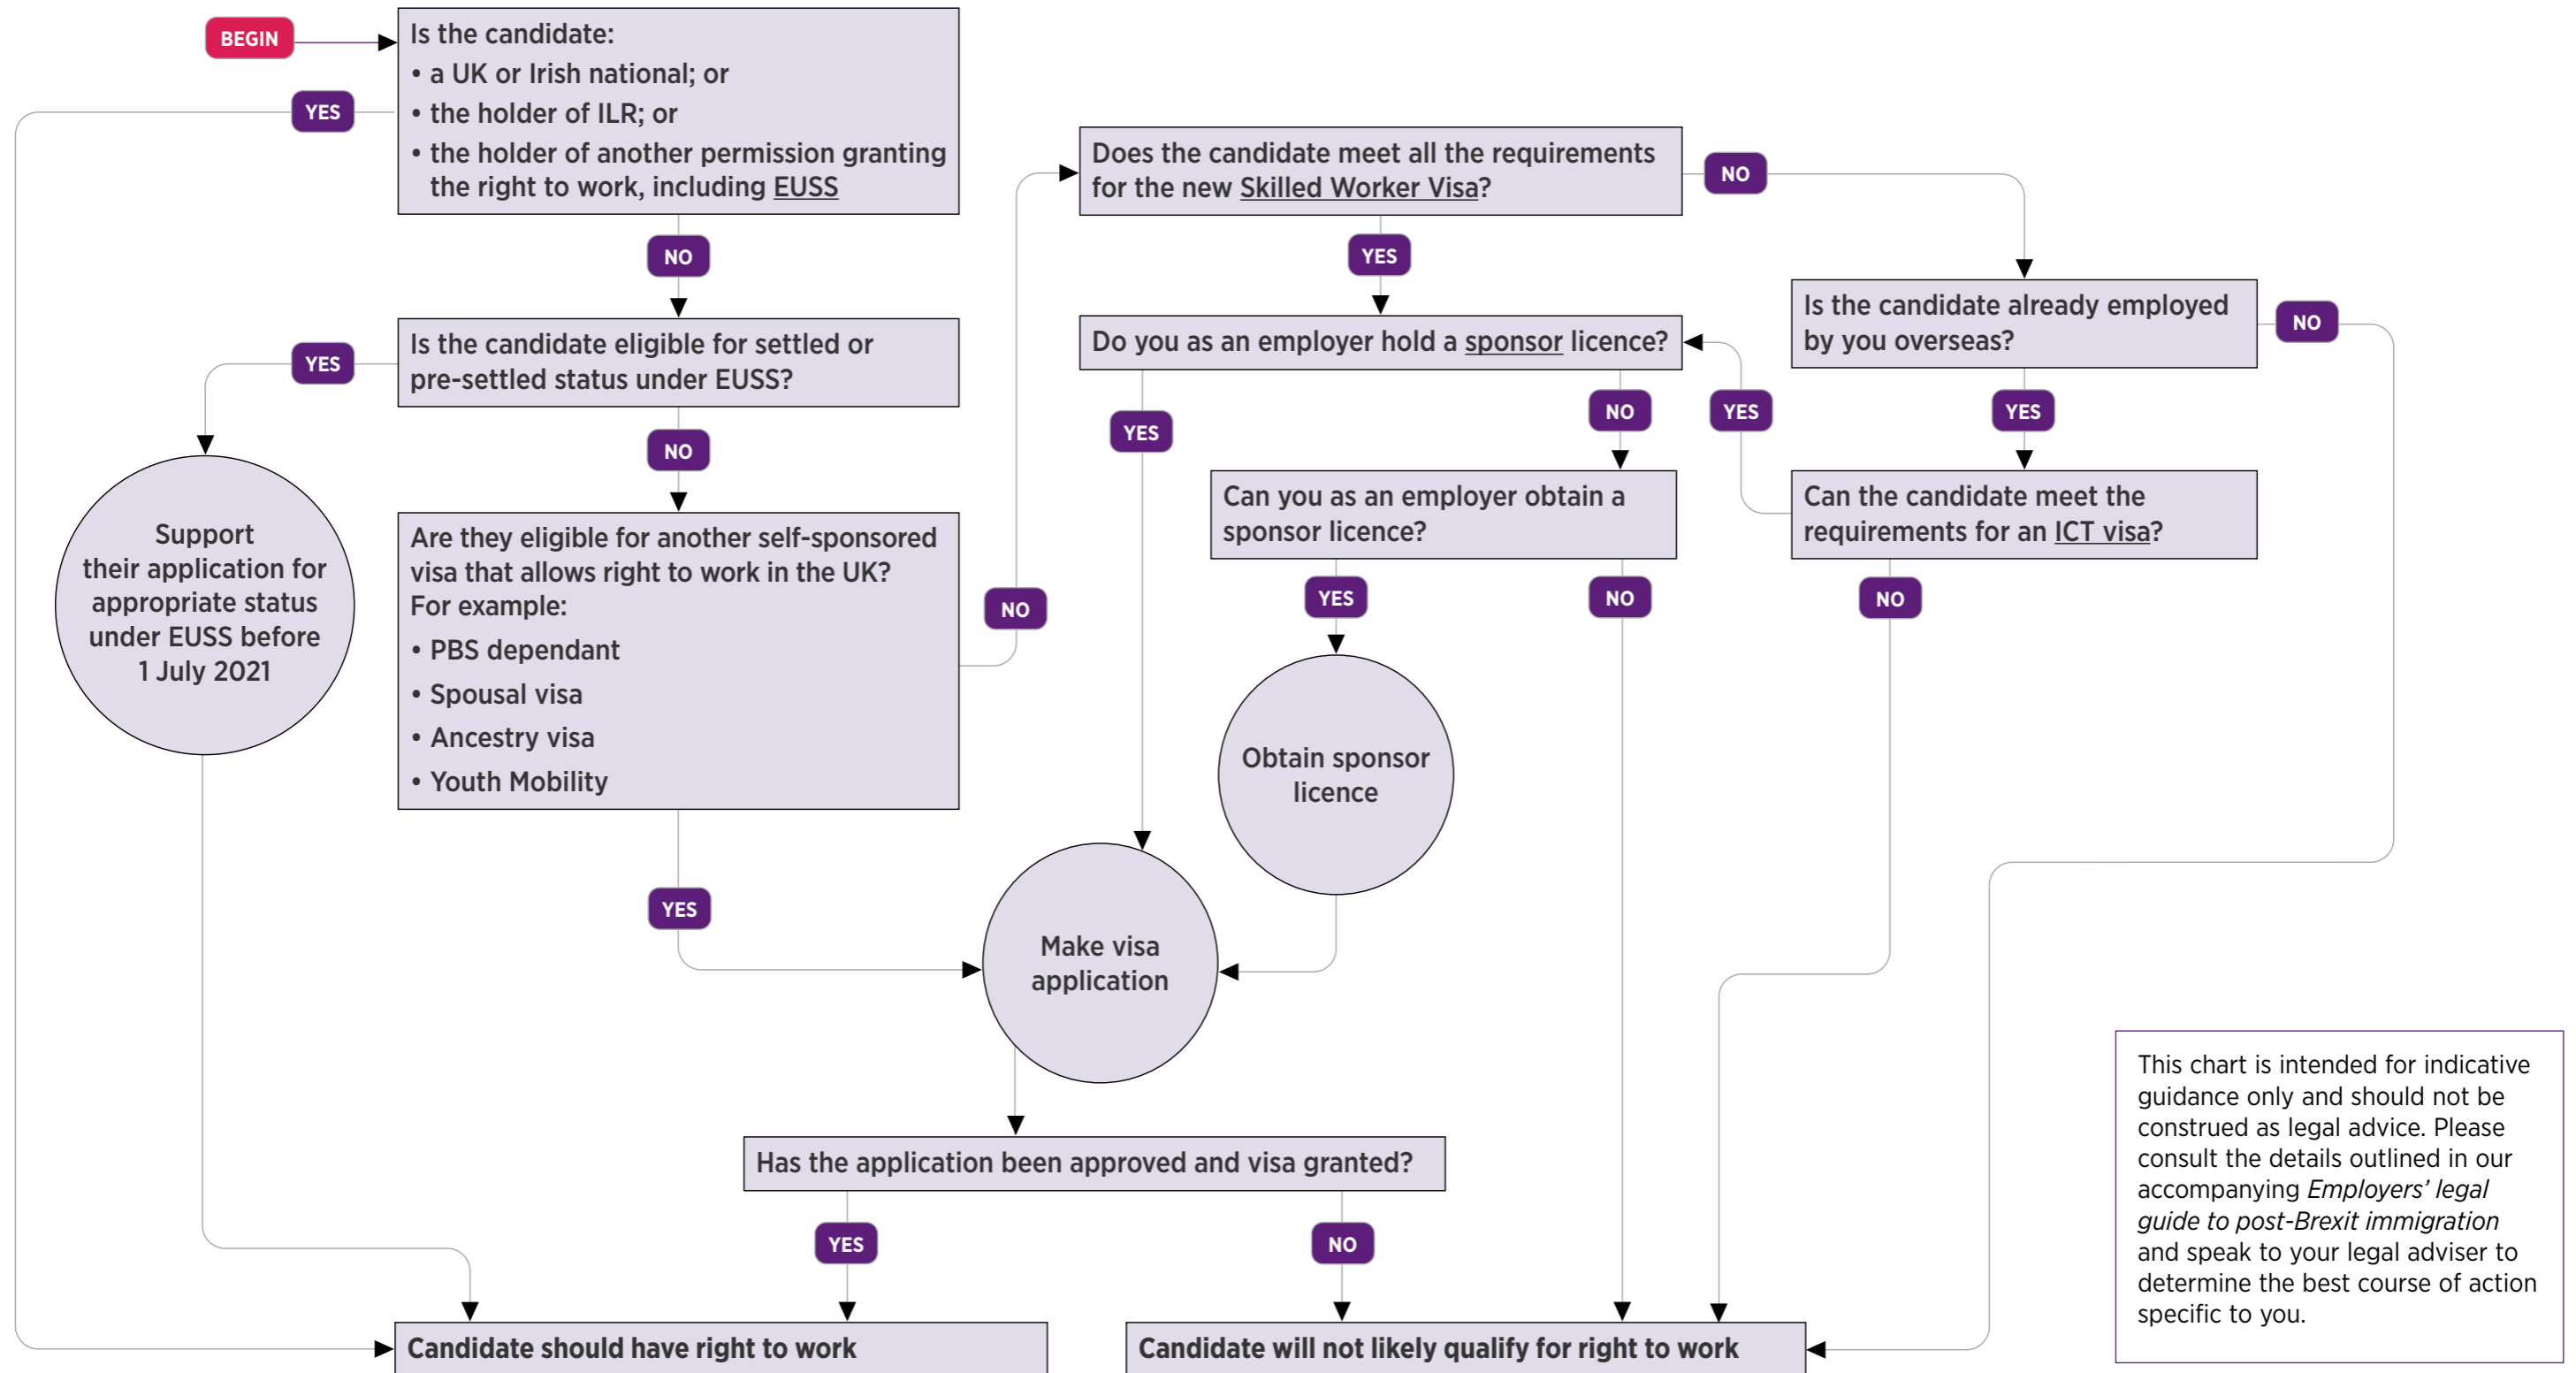 BEGIN
Is the candidate:
• a UK or Irish national; or
• the holder of ILR; or
• the holder of another permission granting
the right to work, including EUSS
YES
NO
Is the candidate eligible for settled or
pre-settled status under EUSS?
YES
NO
Support
their application for
appropriate status
under EUSS before
1 July 2021
Are they eligible for another self-sponsored
visa that allows right to work in the UK?
For example:
• PBS dependant
• Spousal visa
• Ancestry visa
• Youth Mobility
NO
YES
Does the candidate meet all the requirements
for the new Skilled Worker Visa?
NO
YES
Do you as an employer hold a sponsor licence?
YES
NO
YES
Is the candidate already employed
by you overseas?
NO
YES
Can you as an employer obtain a
sponsor licence?
YES
NO
Can the candidate meet the
requirements for an ICT visa?
NO
Obtain sponsor
licence
Make visa
application
Has the application been approved and visa granted?
YES
NO
Candidate should have right to work
Candidate will not likely qualify for right to work
This chart is intended for indicative
guidance only and should not be
construed as legal advice. Please
consult the details outlined in our
accompanying Employers’ legal
guide to post-Brexit immigration
and speak to your legal adviser to
determine the best course of action
specific to you.